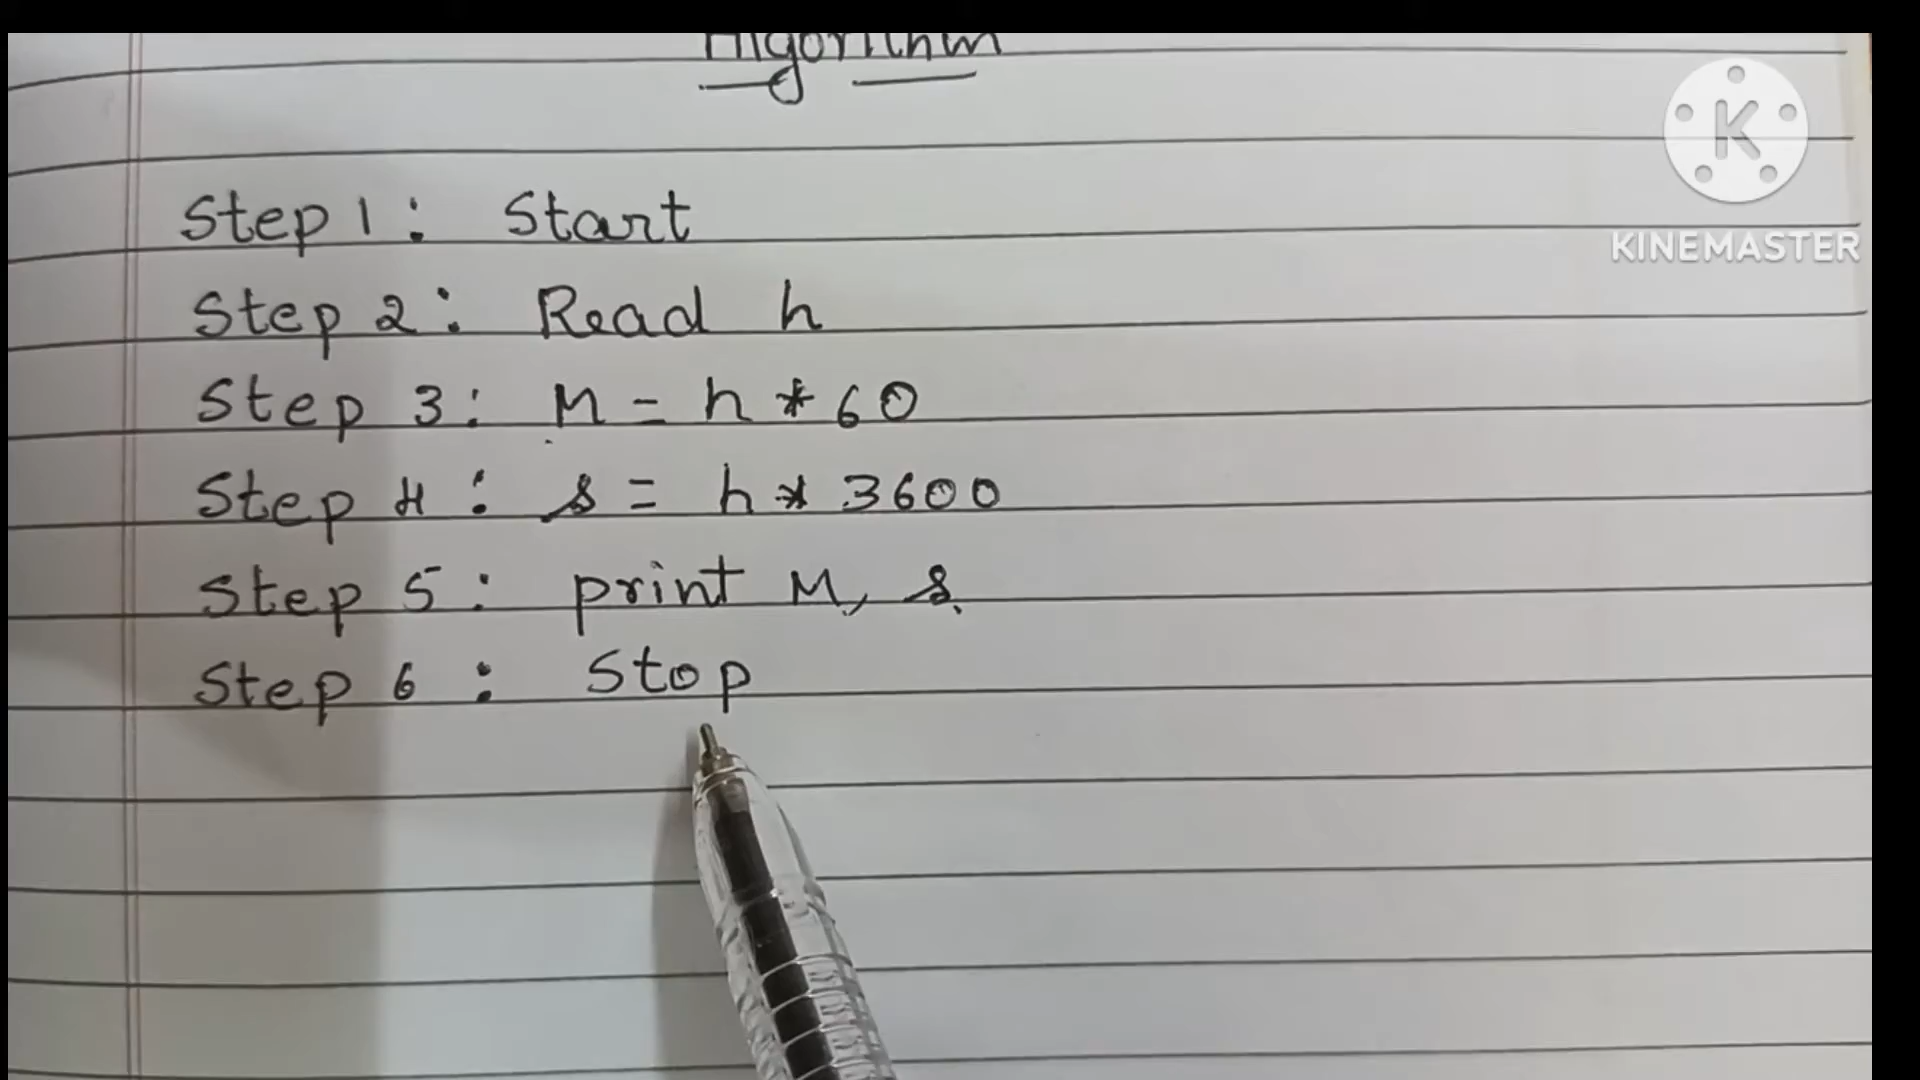 Algorithm
Step 1: Start
Step 2: Read h
Step 3: M = h * 60
Step 4: s = h * 3600
Step 5: print M, s.
Step 6: Stop
K
KINEMASTER